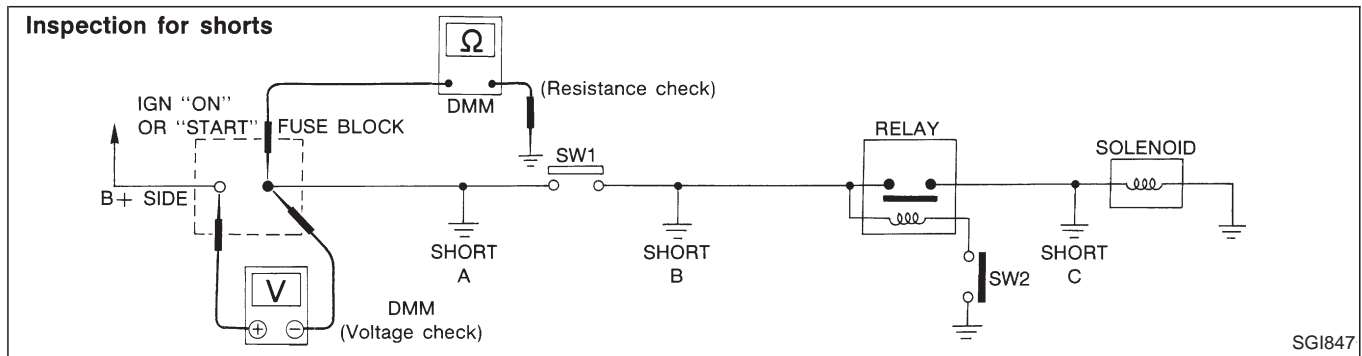 Inspection for shorts
Ω
DMM
(Resistance check)
IGN "ON"
OR "START"
FUSE BLOCK
B+ SIDE
SW1
RELAY
SOLENOID
SHORT
A
SHORT
B
SHORT
C
SW2
V
+ −
DMM
(Voltage check)
SGI847